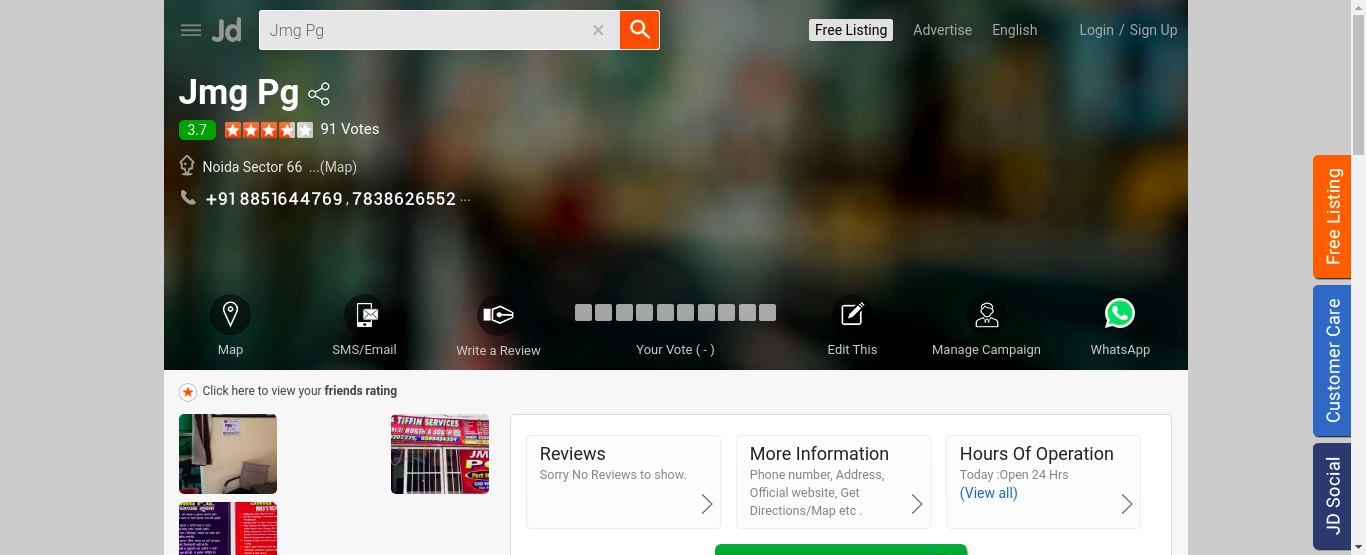 Jd Jmg Pg Free Listing Advertise English Login / Sign Up
Jmg Pg
3.7 91 Votes
Noida Sector 66 ...(Map)
+91 8851644769 , 7838626552 ...
Map SMS/Email Write a Review Your Vote ( - ) Edit This Manage Campaign WhatsApp
Free Listing
Customer Care
JD Social
Click here to view your friends rating
TIFFIN SERVICES
NORTH & SOUTH
Reviews
Sorry No Reviews to show.
More Information
Phone number, Address,
Official website, Get
Directions/Map etc .
Hours Of Operation
Today :Open 24 Hrs
(View all)